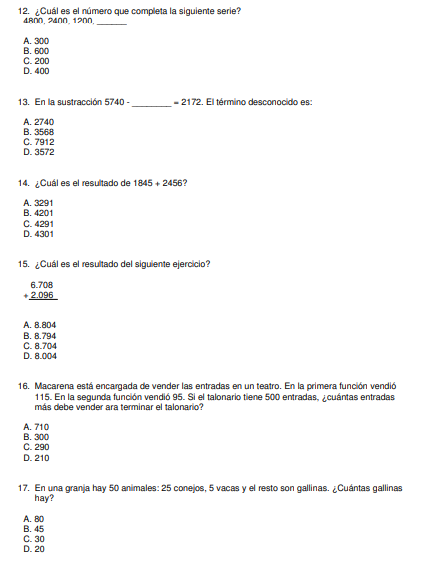 12. ¿Cuál es el número que completa la siguiente serie?
4800, 2400, 1200, _______
A. 300
B. 600
C. 200
D. 400
13. En la sustracción 5740 - ________ = 2172. El término desconocido es:
A. 2740
B. 3568
C. 7912
D. 3572
14. ¿Cuál es el resultado de 1845 + 2456?
A. 3291
B. 4201
C. 4291
D. 4301
15. ¿Cuál es el resultado del siguiente ejercicio?
6.708
+ 2.096
A. 8.804
B. 8.794
C. 8.704
D. 8.004
16. Macarena está encargada de vender las entradas en un teatro. En la primera función vendió
115. En la segunda función vendió 95. Si el talonario tiene 500 entradas, ¿cuántas entradas
más debe vender ara terminar el talonario?
A. 710
B. 300
C. 290
D. 210
17. En una granja hay 50 animales: 25 conejos, 5 vacas y el resto son gallinas. ¿Cuántas gallinas
hay?
A. 80
B. 45
C. 30
D. 20